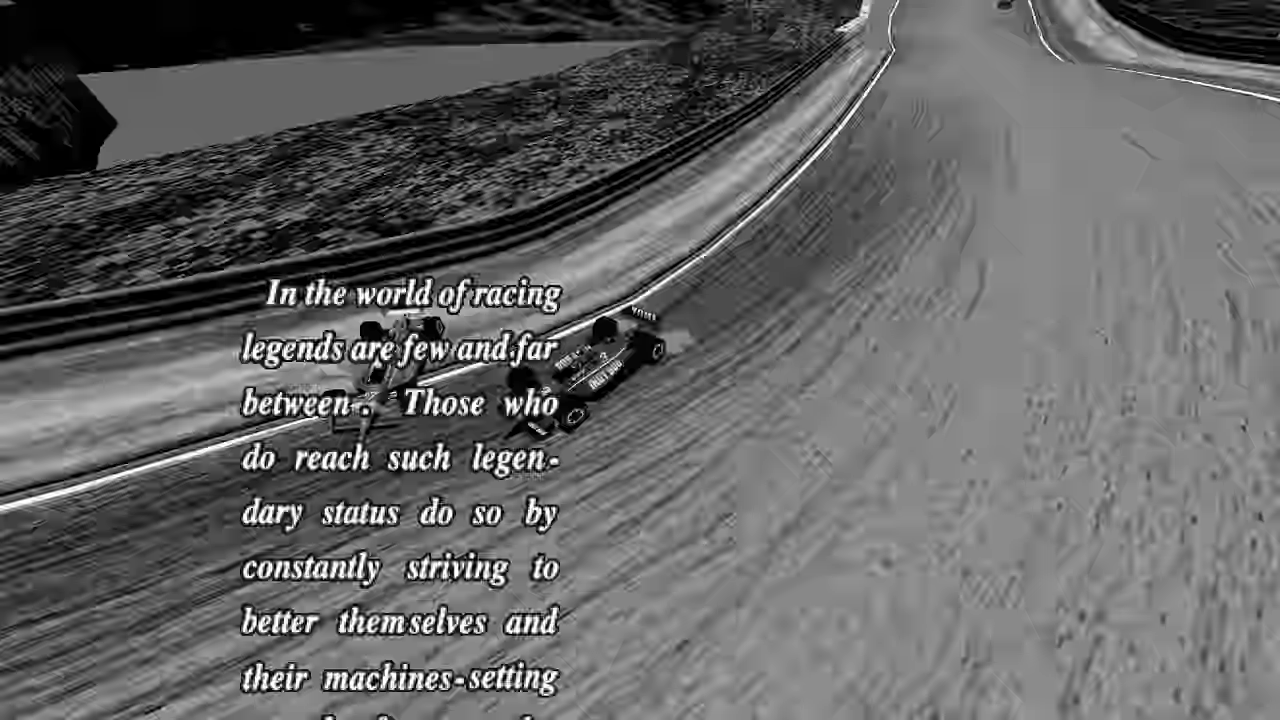 In the world of racing
legends are few and far
between. Those who
do reach such legen-
dary status do so by
constantly striving to
better themselves and
their machines-setting